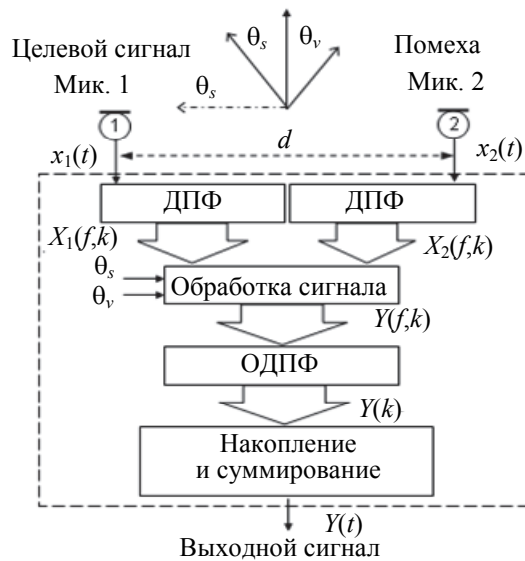 Целевой сигнал
θs
θv
Помеха
Мик. 1
θs
Мик. 2
1
2
x1(t)
d
x2(t)
ДПФ
ДПФ
X1(f,k)
X2(f,k)
θs
θv
Обработка сигнала
Y(f,k)
ОДПФ
Y(k)
Накопление
и суммирование
Y(t)
Выходной сигнал